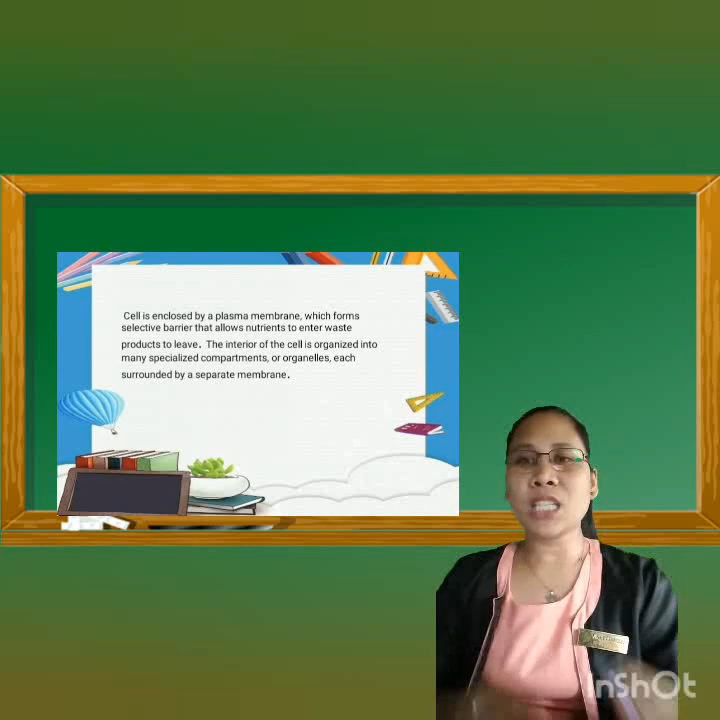 Cell is enclosed by a plasma membrane, which forms
selective barrier that allows nutrients to enter waste
products to leave. The interior of the cell is organized into
many specialized compartments, or organelles, each
surrounded by a separate membrane.
InShOt